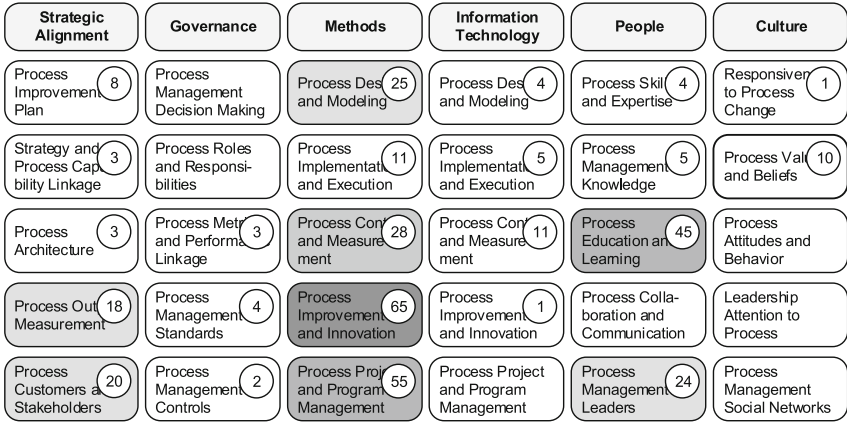 Strategic
Alignment
Governance
Methods
Information
Technology
People
Culture
Process
Improvement
Plan
8
Process
Management
Decision Making
Process Des
and Modeling
25
Process Des
and Modeling
4
Process Skil
and Expertise
4
Responsiven
to Process
Change
1
Strategy and
Process Capa
bility Linkage
3
Process Roles
and Responsi-
bilities
Process
Implementati
and Execution
11
Process
Implementati
and Execution
5
Process
Management
Knowledge
5
Process Valu
and Beliefs
10
Process
Architecture
3
Process Metri
and Performa
Linkage
3
Process Cont
and Measure
ment
28
Process Cont
and Measure
ment
11
Process
Education an
Learning
45
Process
Attitudes and
Behavior
Process Out
Measurement
18
Process
Management
Standards
4
Process
Improvement
and Innovation
65
Process
Improvement
and Innovation
1
Process Colla-
boration and
Communication
Leadership
Attention to
Process
Process
Customers a
Stakeholders
20
Process
Management
Controls
2
Process Proje
and Program
Management
55
Process Project
and Program
Management
Process
Management
Leaders
24
Process
Management
Social Networks